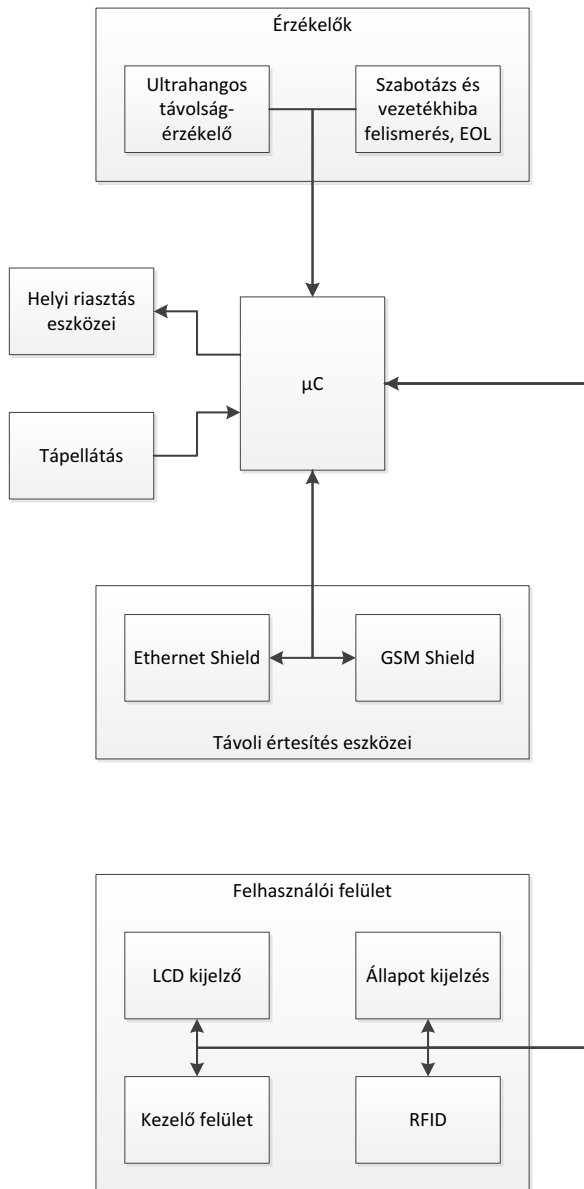 Érzékelők
Ultrahangos
távolság-
érzékelő
Szabotázs és
vezetékhiba
felismerés, EOL
Helyi riasztás
eszközei
µC
Tápellátás
Ethernet Shield
GSM Shield
Távoli értesítés eszközei
Felhasználói felület
LCD kijelző
Állapot kijelzés
Kezelő felület
RFID